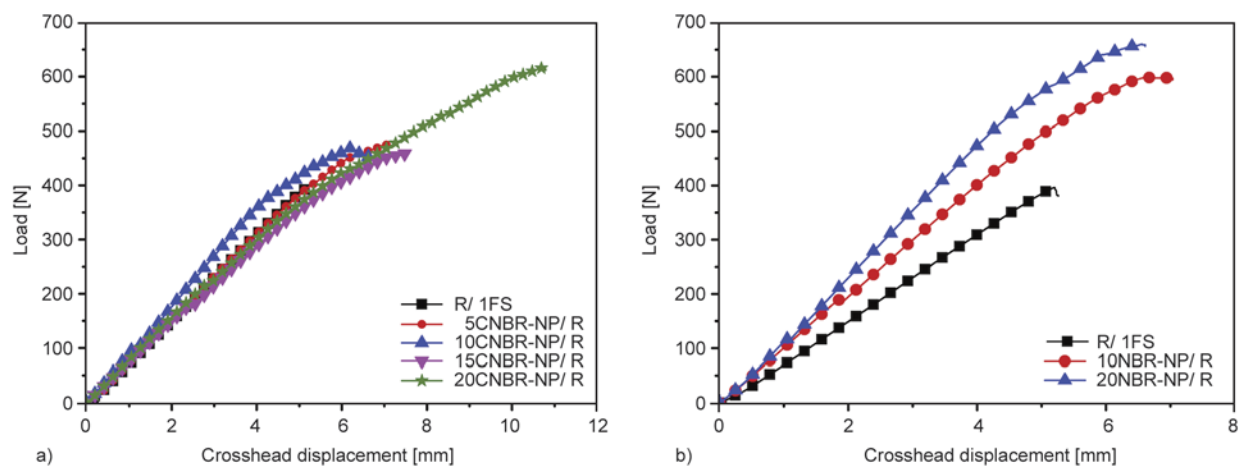 700
600
500
400
300
200
100
0
Load [N]
R/ 1FS
5CNBR-NP/ R
10CNBR-NP/ R
15CNBR-NP/ R
20CNBR-NP/ R
0 2 4 6 8 10 12
a) Crosshead displacement [mm]
700
600
500
400
300
200
100
0
Load [N]
R/ 1FS
10NBR-NP/ R
20NBR-NP/ R
0 2 4 6 8
b) Crosshead displacement [mm]